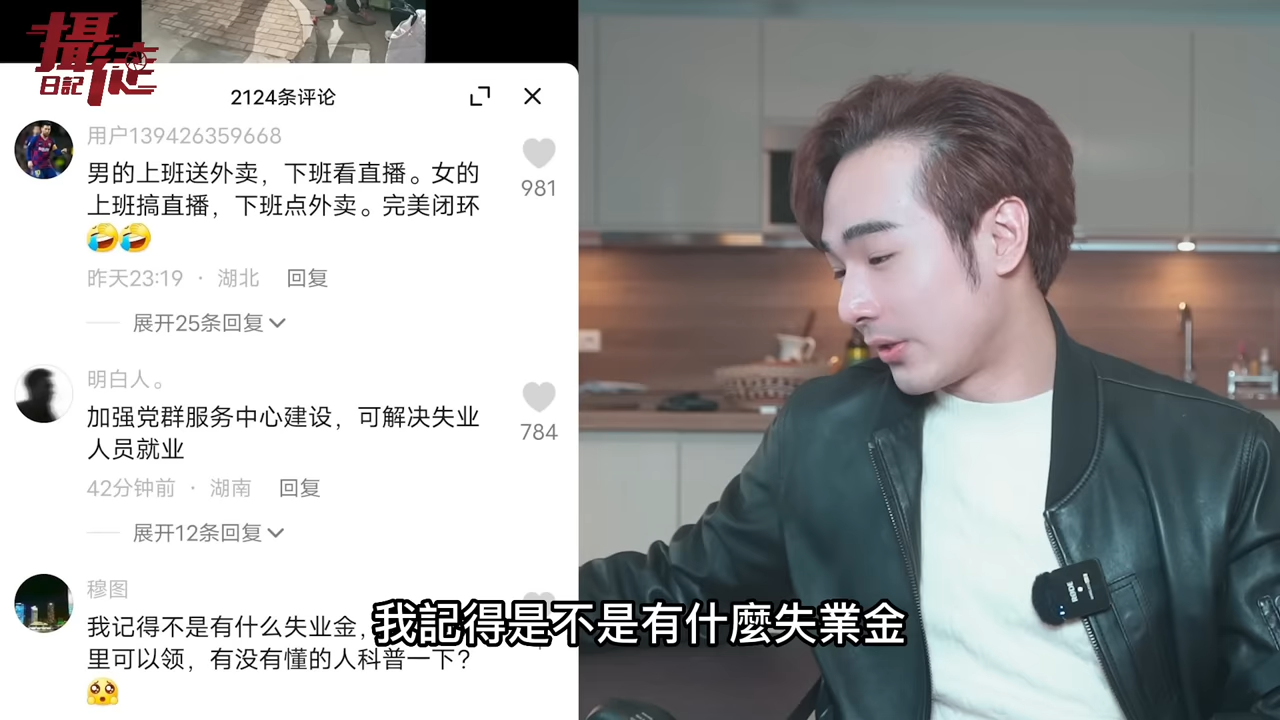 攝徒
日記
2124条评论
用户139426359668
男的上班送外卖，下班看直播。女的
上班搞直播，下班点外卖。完美闭环
981
昨天23:19 · 湖北 回复
展开25条回复
明白人。
加强党群服务中心建设，可解决失业
人员就业
784
42分钟前 · 湖南 回复
展开12条回复
穆图
我记得不是有什么失业金，
里可以领，有没有懂的人科普一下？
我記得是不是有什麼失業金
RODE